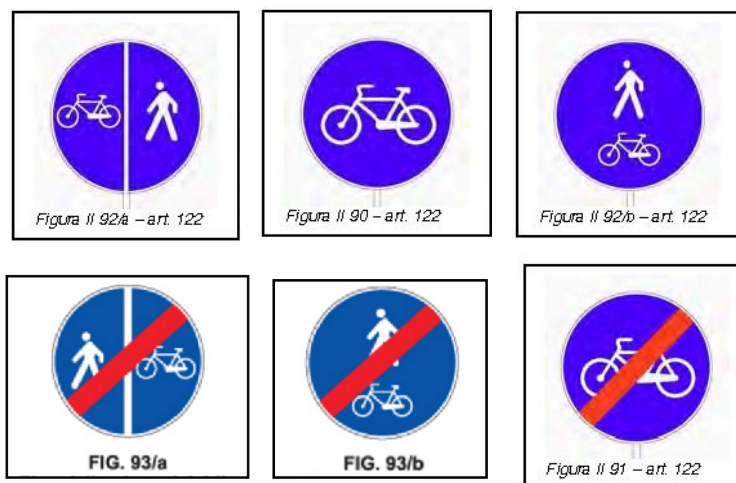 Figura II 92/a – art. 122
Figura II 90 – art. 122
Figura II 92/b – art. 122
FIG. 93/a
FIG. 93/b
Figura II 91 – art. 122